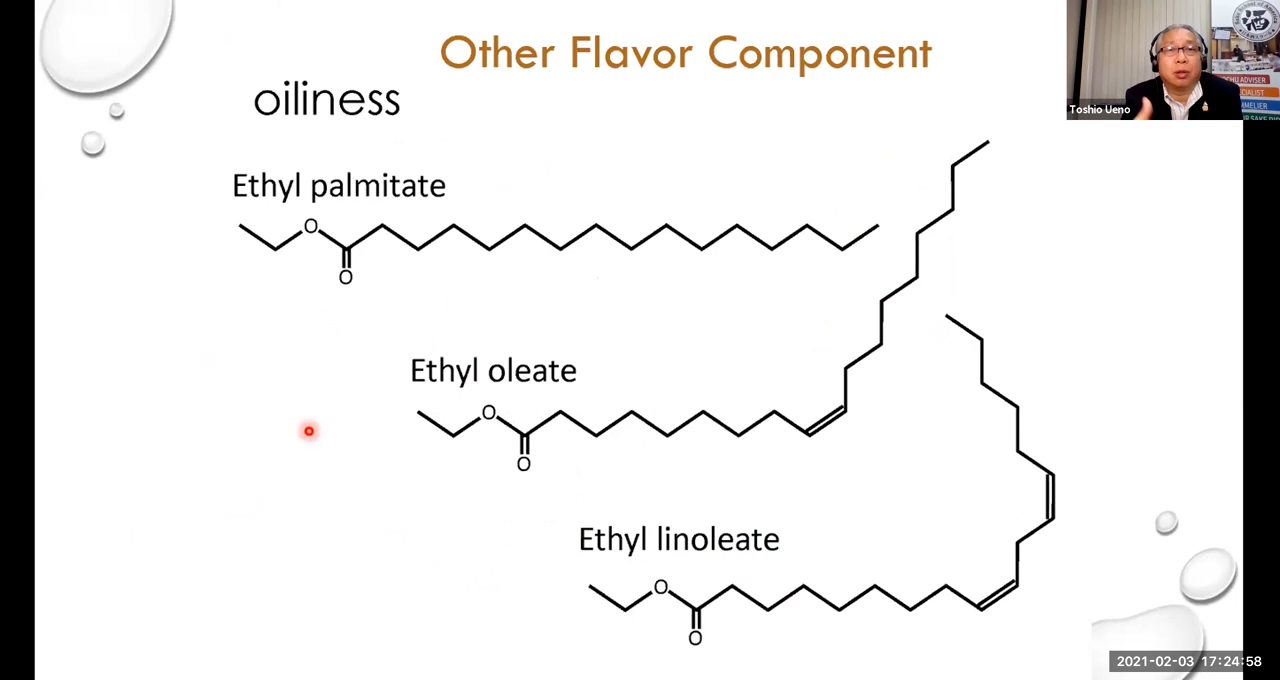 Other Flavor Component
oiliness
Toshio Ueno
Ethyl palmitate
O
O
Ethyl oleate
O
O
Ethyl linoleate
O
O
2021-02-03 17:24:58